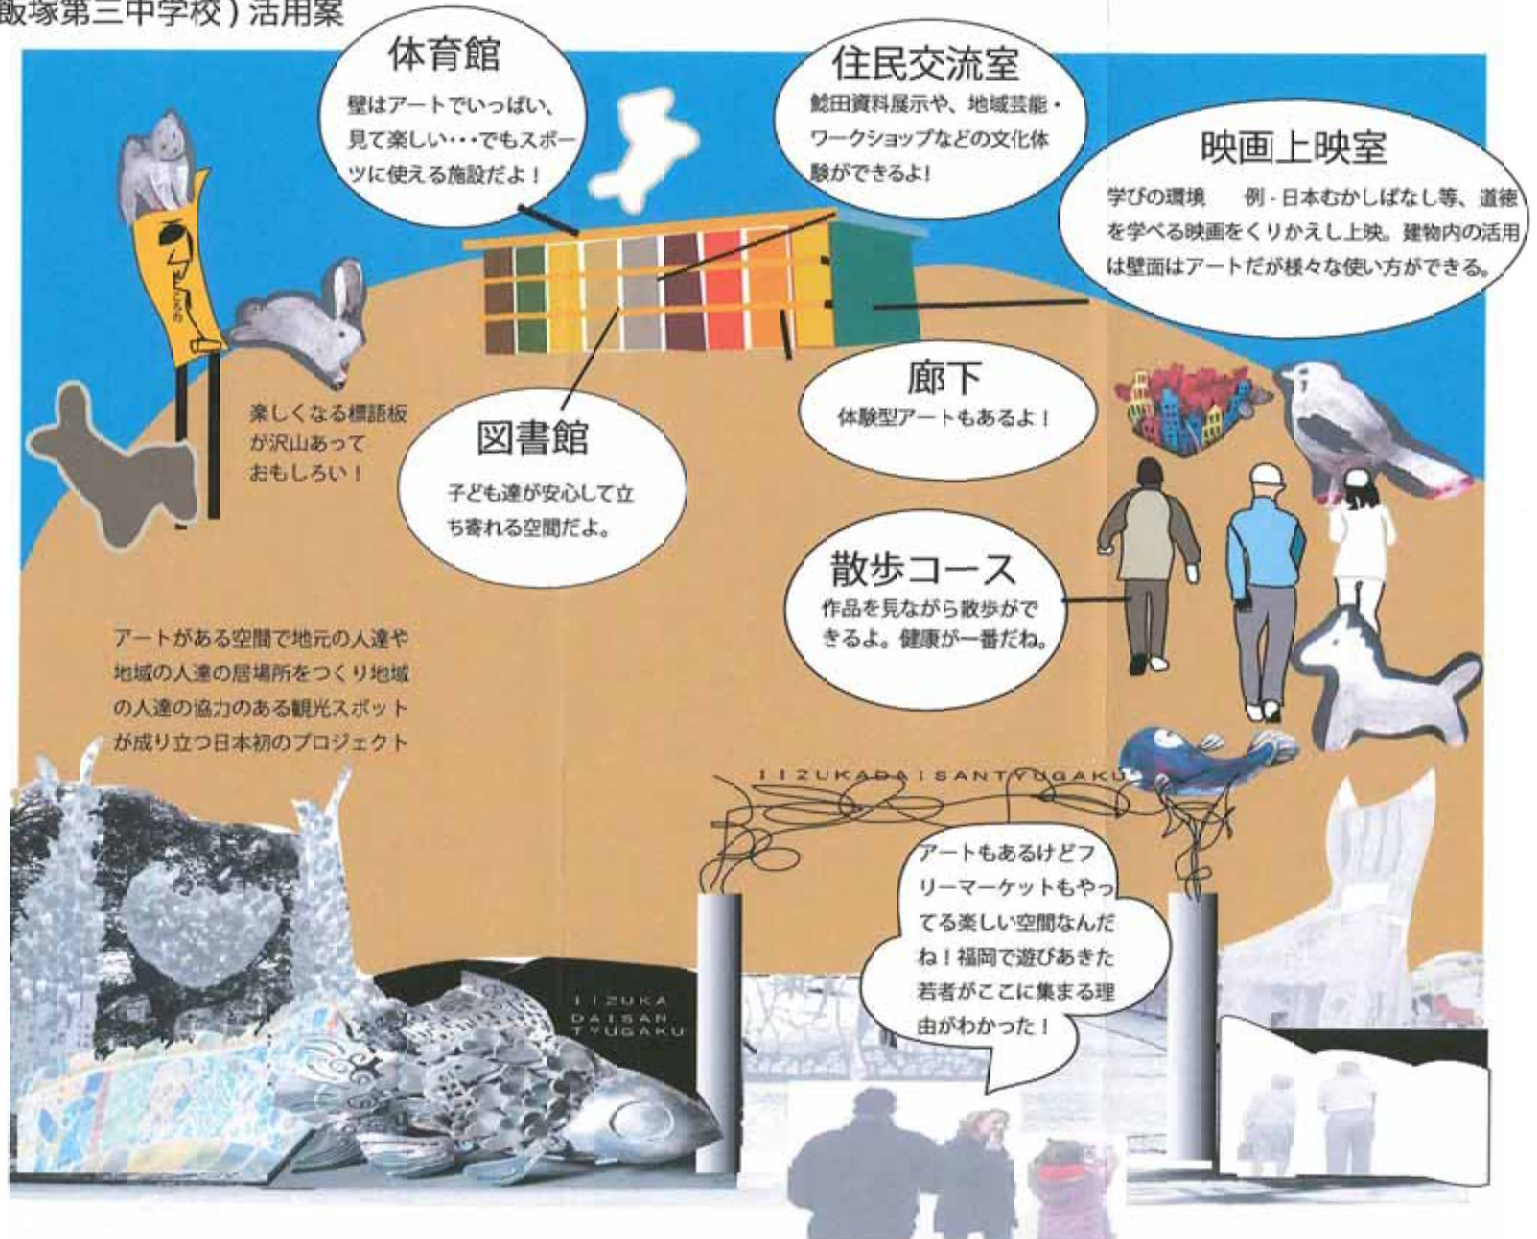 飯塚第三中学校)活用案
体育館
壁はアートでいっぱい、
見て楽しい・・・でもスポー
ツに使える施設だよ！
住民交流室
鯰田資料展示や、地域芸能・
ワークショップなどの文化体
験ができるよ!
映画上映室
学びの環境　例-日本むかしばなし等、道徳
を学べる映画をくりかえし上映。建物内の活用
は壁面はアートだが様々な使い方ができる。
楽しくなる標語板
が沢山あって
おもしろい！
図書館
子ども達が安心して立
ち寄れる空間だよ。
廊下
体験型アートもあるよ！
散歩コース
作品を見ながら散歩がで
きるよ。健康が一番だね。
アートがある空間で地元の人達や
地域の人達の居場所をつくり地域
の人達の協力のある観光スポット
が成り立つ日本初のプロジェクト
IIZUKADAISANTYUGAKU
アートもあるけどフ
リーマーケットもやっ
てる楽しい空間なんだ
ね！福岡で遊びあきた
若者がここに集まる理
由がわかった！
IIZUKA
DAISAN
TYUGAKU